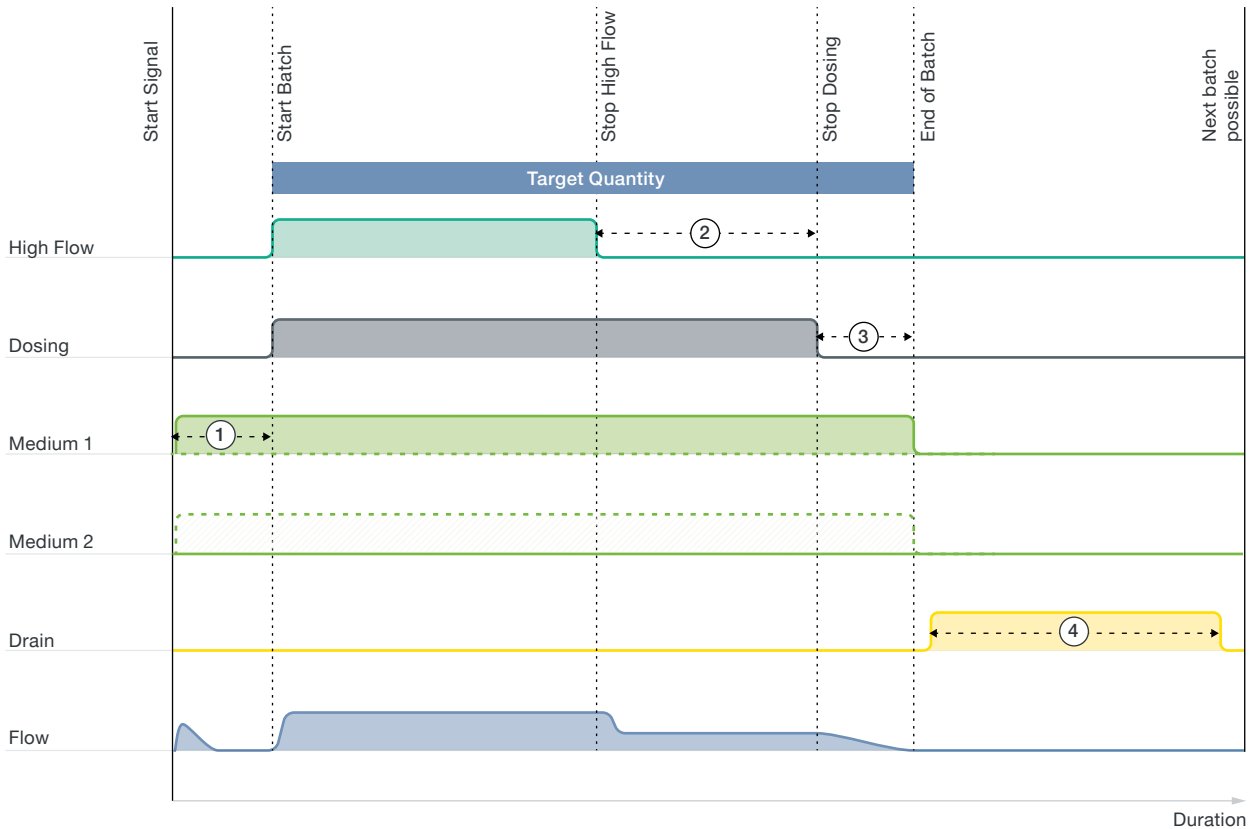 Start Signal
Start Batch
Stop High Flow
Stop Dosing
End of Batch
Next batch
possible
Target Quantity
High Flow
2
Dosing
3
Medium 1
1
Medium 2
Drain
4
Flow
Duration